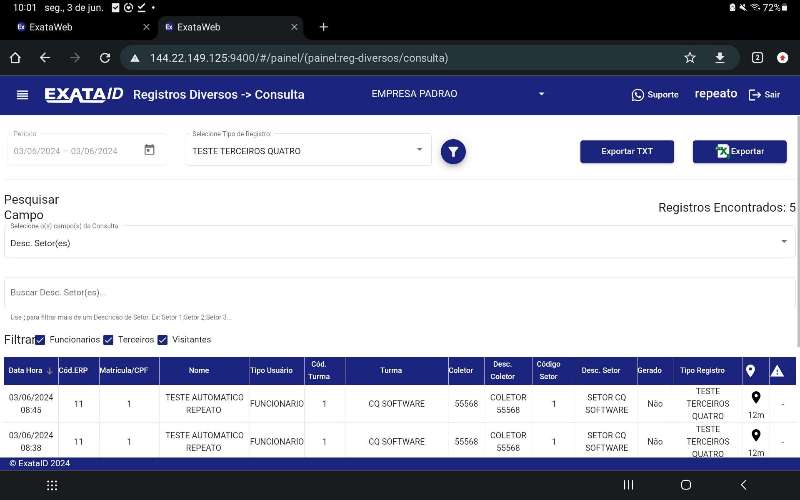 10:01 seg., 3 de jun.
72%
Ex ExataWeb
Ex ExataWeb
144.22.149.125:9400/#/painel/(painel:reg-diversos/consulta)
2
EXATA ID Registros Diversos -> Consulta
EMPRESA PADRAO
Suporte
repeato
Sair
Período
03/06/2024 – 03/06/2024
Selecione Tipo de Registro:
TESTE TERCEIROS QUATRO
Exportar TXT
Exportar
Pesquisar
Campo
Registros Encontrados: 5
Selecione o(s) campo(s) da Consulta
Desc. Setor(es)
Buscar Desc. Setor(es)...
Use ; para filtrar mais de um Descrição de Setor. Ex: Setor 1;Setor 2;Setor 3...
Filtrar Funcionarios Terceiros Visitantes
Data Hora Cód.ERP Matrícula/CPF Nome Tipo Usuário Cód. Turma Turma Coletor Desc. Coletor Código Setor Desc. Setor Gerado Tipo Registro
03/06/2024 08:45 11 1 TESTE AUTOMATICO REPEATO FUNCIONARIO 1 CQ SOFTWARE 55568 COLETOR 55568 1 SETOR CQ SOFTWARE Não TESTE TERCEIROS QUATRO 12m -
03/06/2024 08:38 11 1 TESTE AUTOMATICO REPEATO FUNCIONARIO 1 CQ SOFTWARE 55568 COLETOR 55568 1 SETOR CQ SOFTWARE Não TESTE TERCEIROS QUATRO 12m -
© ExataID 2024